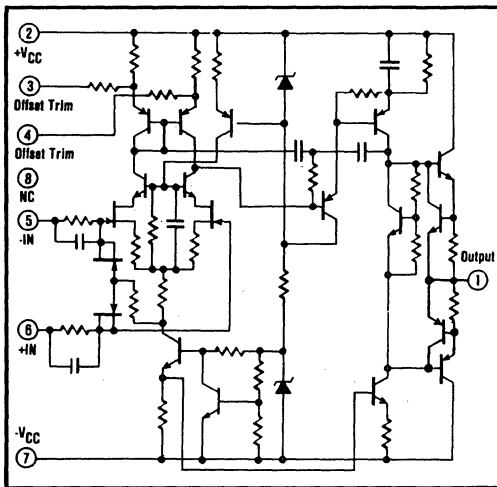 2
+VCC
3
Offset Trim
4
Offset Trim
8
NC
5
-IN
Output
1
6
+IN
-VCC
7